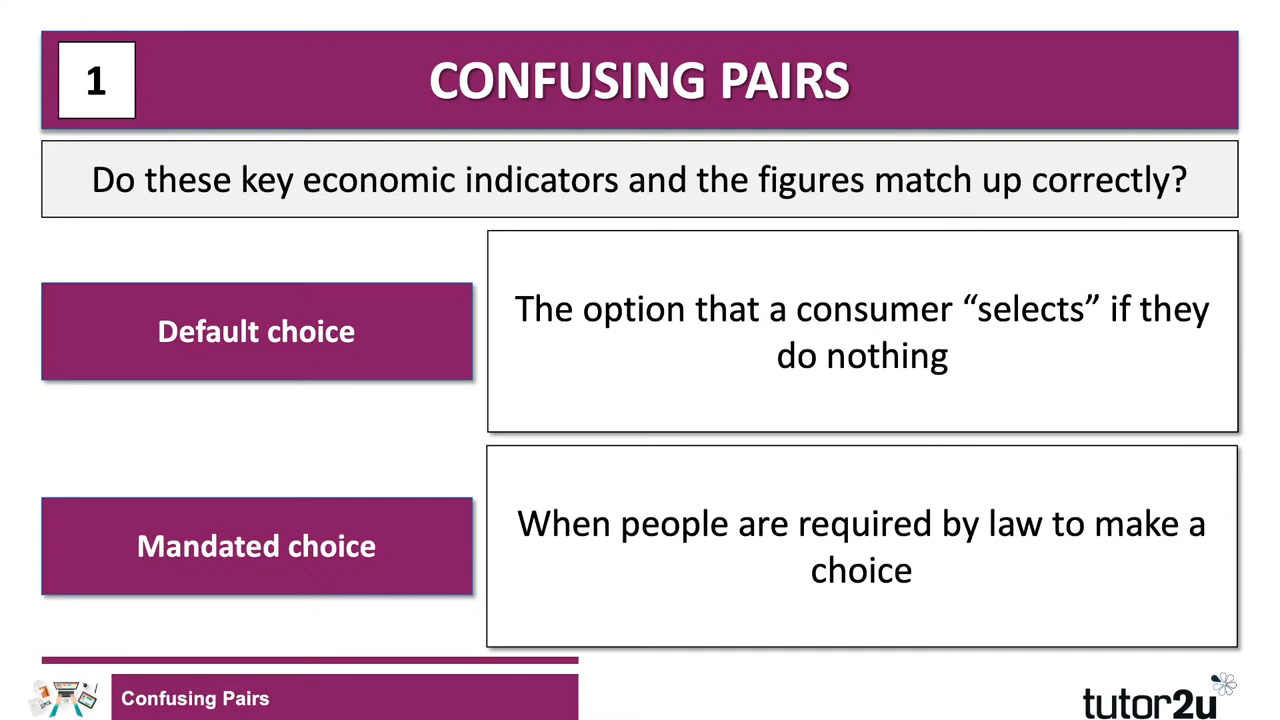 1
CONFUSING PAIRS
Do these key economic indicators and the figures match up correctly?
Default choice
The option that a consumer “selects” if they
do nothing
Mandated choice
When people are required by law to make a
choice
Confusing Pairs
tutor2u